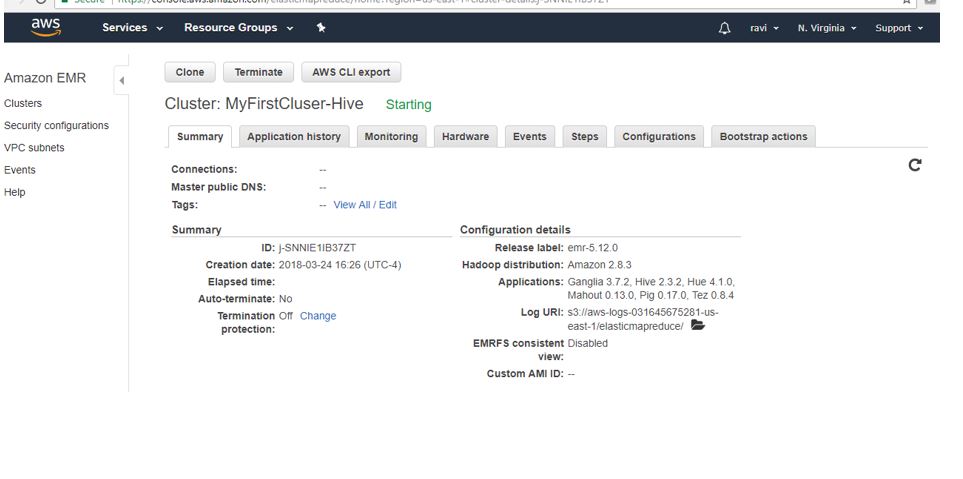 Secure https://console.aws.amazon.com/elasticmapreduce/home?region=us-east-1#cluster-details:j-SNNIE1IB37ZT
aws Services Resource Groups ravi N. Virginia Support
Amazon EMR
Clusters
Security configurations
VPC subnets
Events
Help
Clone Terminate AWS CLI export
Cluster: MyFirstCluser-Hive Starting
Summary Application history Monitoring Hardware Events Steps Configurations Bootstrap actions
Connections: --
Master public DNS: --
Tags: -- View All / Edit
Summary
ID: j-SNNIE1IB37ZT
Creation date: 2018-03-24 16:26 (UTC-4)
Elapsed time:
Auto-terminate: No
Termination Off Change
protection:
Configuration details
Release label: emr-5.12.0
Hadoop distribution: Amazon 2.8.3
Applications: Ganglia 3.7.2, Hive 2.3.2, Hue 4.1.0,
Mahout 0.13.0, Pig 0.17.0, Tez 0.8.4
Log URI: s3://aws-logs-031645675281-us-
east-1/elasticmapreduce/
EMRFS consistent Disabled
view:
Custom AMI ID: --